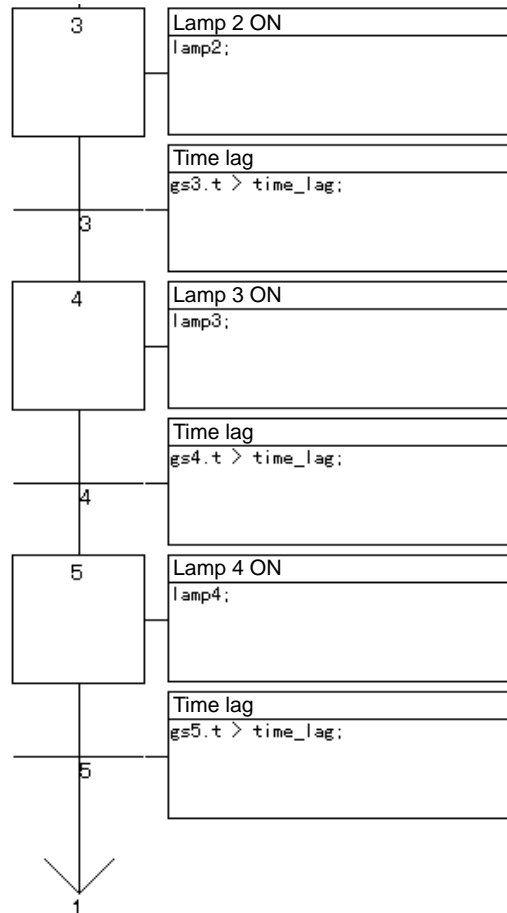 3
Lamp 2 ON
lamp2;
Time lag
gs3.t > time_lag;
3
4
Lamp 3 ON
lamp3;
Time lag
gs4.t > time_lag;
4
5
Lamp 4 ON
lamp4;
Time lag
gs5.t > time_lag;
5
1